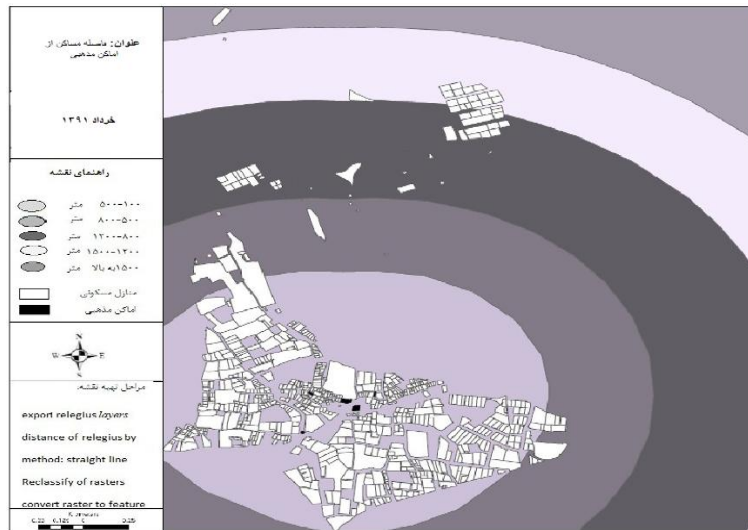 عنوان: فاصله مساکن از
اماکن مذهبی
خرداد ۱۳۹۱
راهنمای نقشه
۵۰۰-۱۰۰ متر
۸۰۰-۵۰۰ متر
۱۲۰۰-۸۰۰ متر
۱۵۰۰-۱۲۰۰ متر
۱۵۰۰به بالا متر
منازل مسکونی
اماکن مذهبی
N
W E
S
مراحل تهیه نقشه:
export relegius layers
distance of relegius by
method: straight line
Reclassify of rasters
convert raster to feature